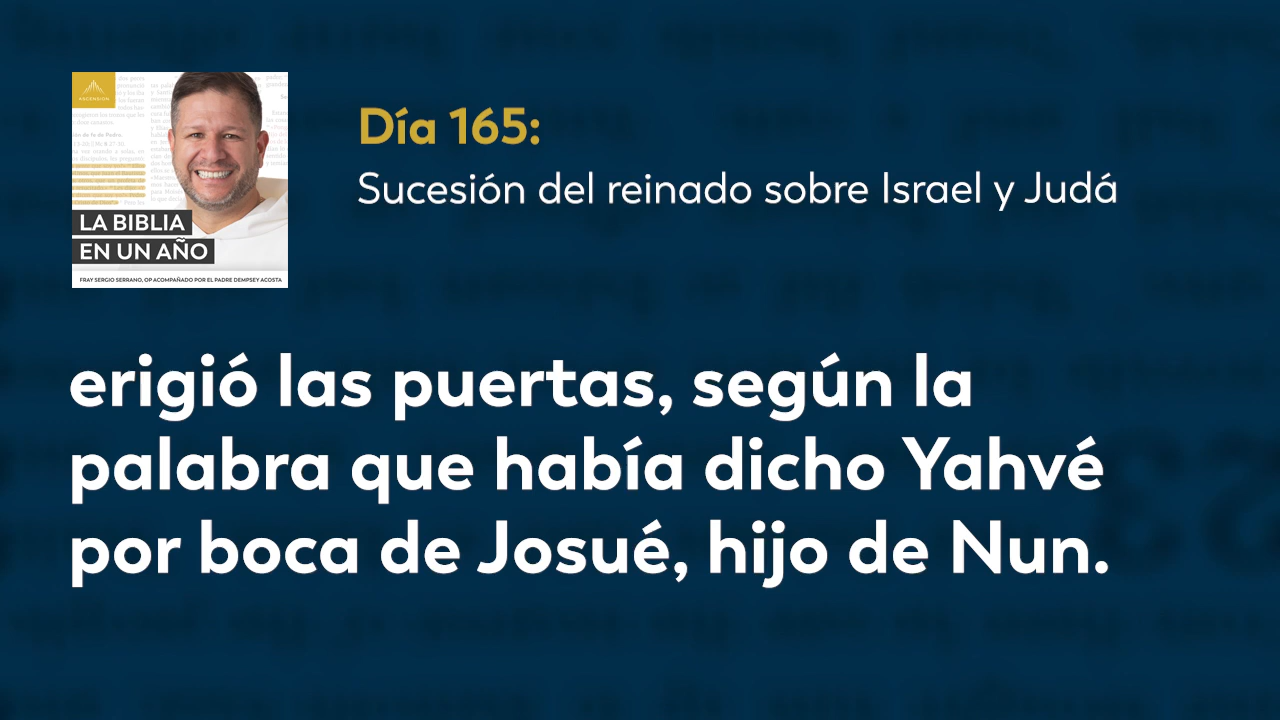 ASCENSION
LA BIBLIA
EN UN AÑO
FRAY SERGIO SERRANO, OP ACOMPAÑADO POR EL PADRE DEMPSEY ACOSTA
Día 165:
Sucesión del reinado sobre Israel y Judá
erigió las puertas, según la
palabra que había dicho Yahvé
por boca de Josué, hijo de Nun.